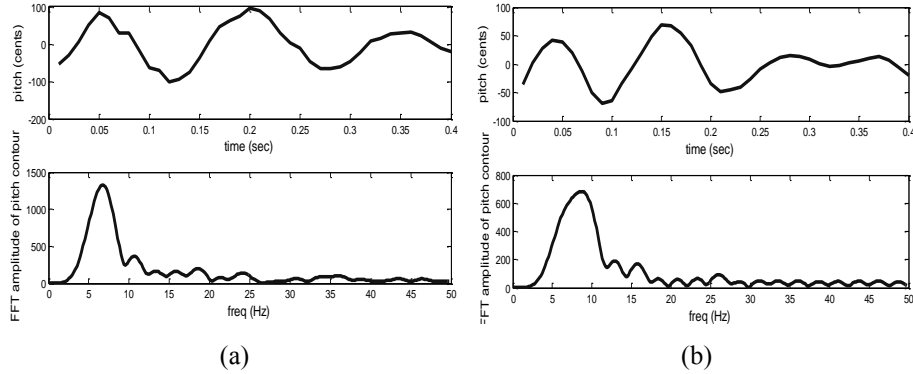 100
0
-100
-200
pitch (cents)
0 0.05 0.1 0.15 0.2 0.25 0.3 0.35 0.4
time (sec)
1500
1000
500
0
FFT amplitude of pitch contour
0 5 10 15 20 25 30 35 40 45 50
freq (Hz)
(a)
100
50
0
-50
-100
pitch (cents)
0 0.05 0.1 0.15 0.2 0.25 0.3 0.35 0.4
time (sec)
800
600
400
200
0
FFT amplitude of pitch contour
0 5 10 15 20 25 30 35 40 45 50
freq (Hz)
(b)